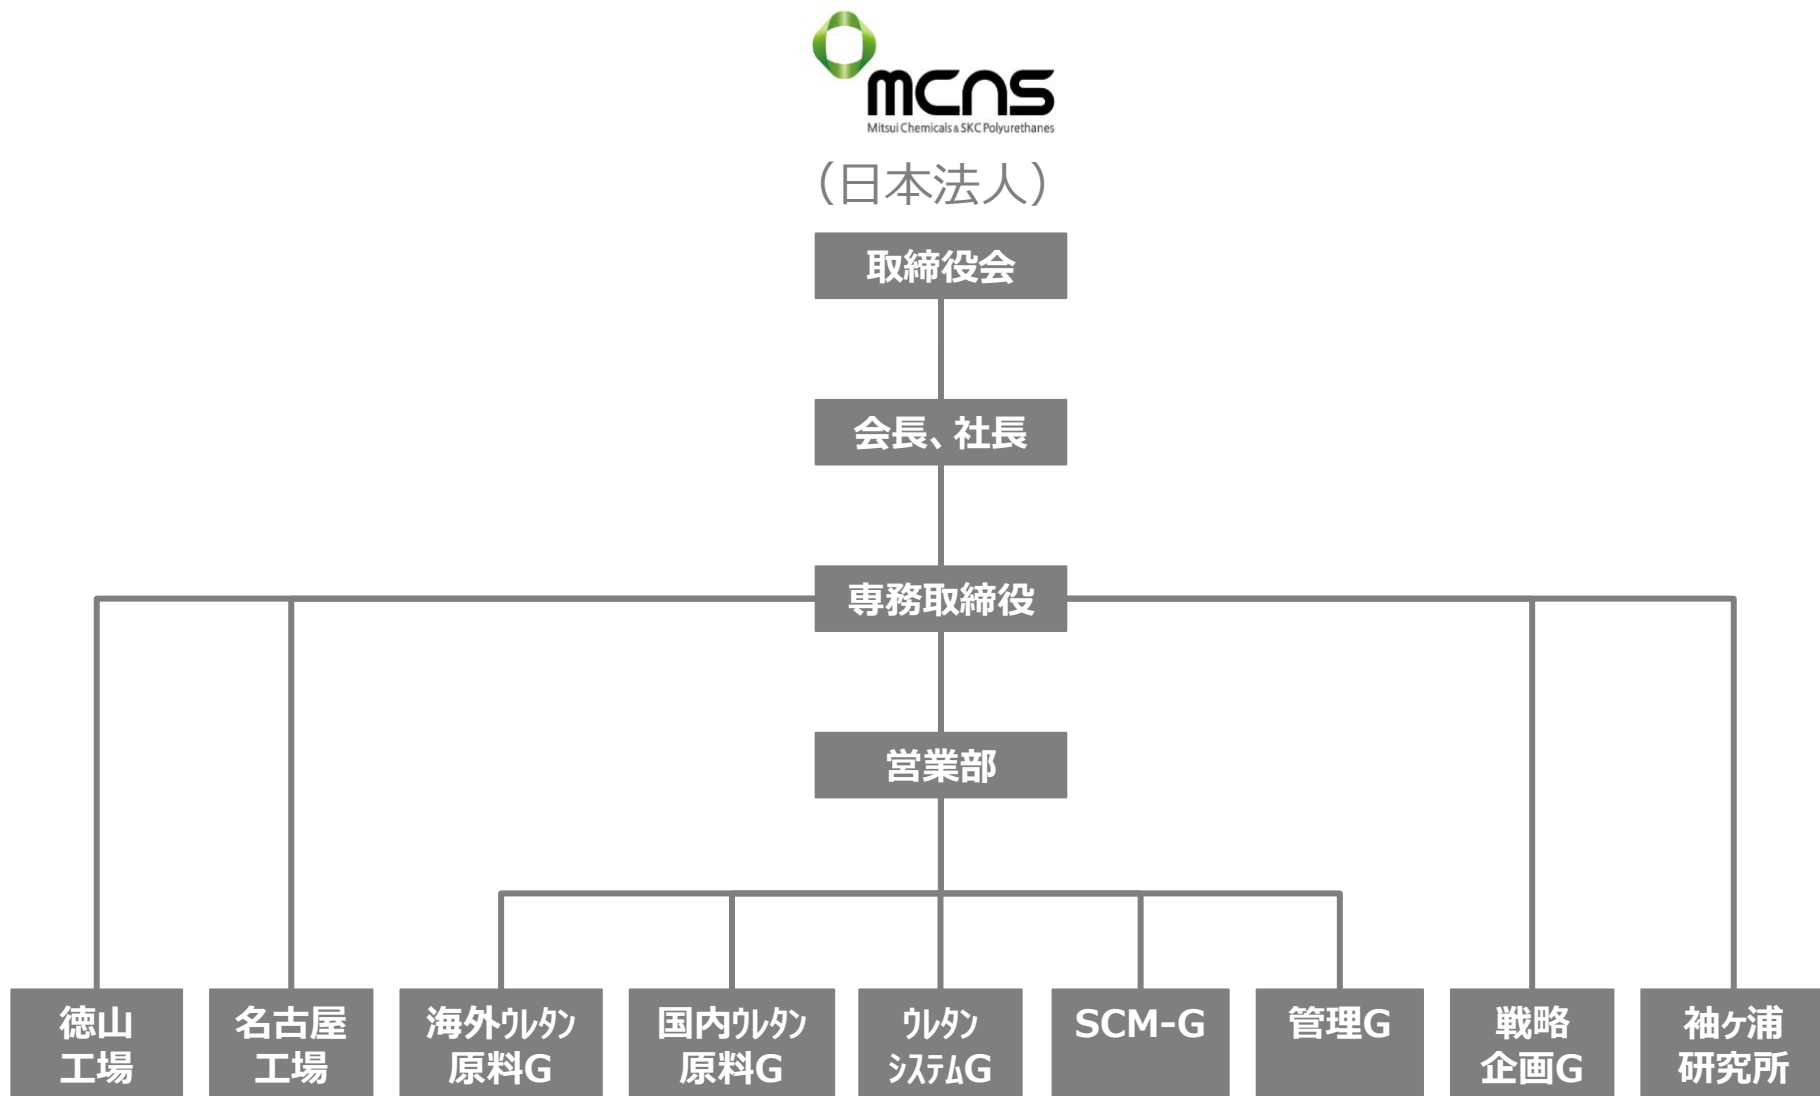 mcns
Mitsui Chemicals & SKC Polyurethanes
（日本法人）
取締役会
会長、社長
専務取締役
営業部
徳山
工場
名古屋
工場
海外ｳﾚﾀﾝ
原料G
国内ｳﾚﾀﾝ
原料G
ｳﾚﾀﾝ
ｼｽﾃﾑG
SCM-G
管理G
戦略
企画G
袖ヶ浦
研究所